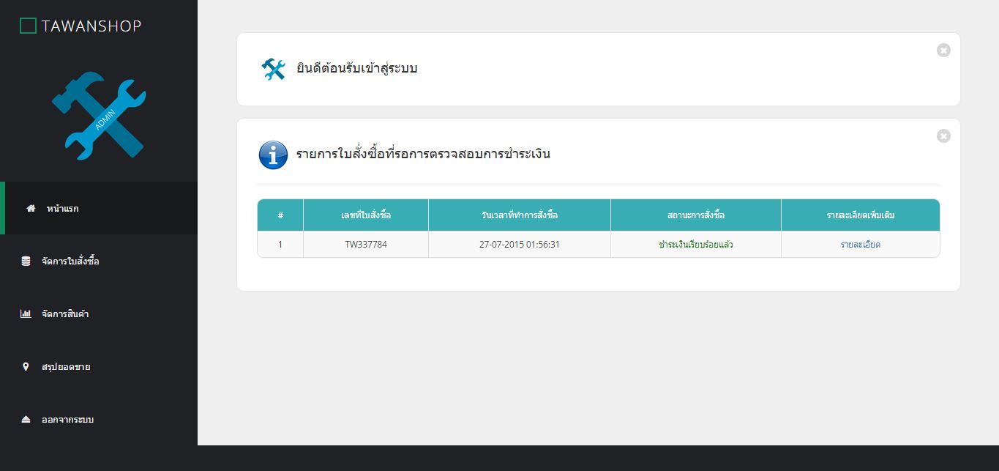 TAWANSHOP
ADMIN
หน้าแรก
จัดการใบสั่งซื้อ
จัดการสินค้า
สรุปยอดขาย
ออกจากระบบ
ยินดีต้อนรับเข้าสู่ระบบ
รายการใบสั่งซื้อที่รอการตรวจสอบการชำระเงิน
# เลขที่ใบสั่งซื้อ วันเวลาที่ทำการสั่งซื้อ สถานะการสั่งซื้อ รายละเอียดเพิ่มเติม
1 TW337784 27-07-2015 01:56:31 ชำระเงินเรียบร้อยแล้ว รายละเอียด